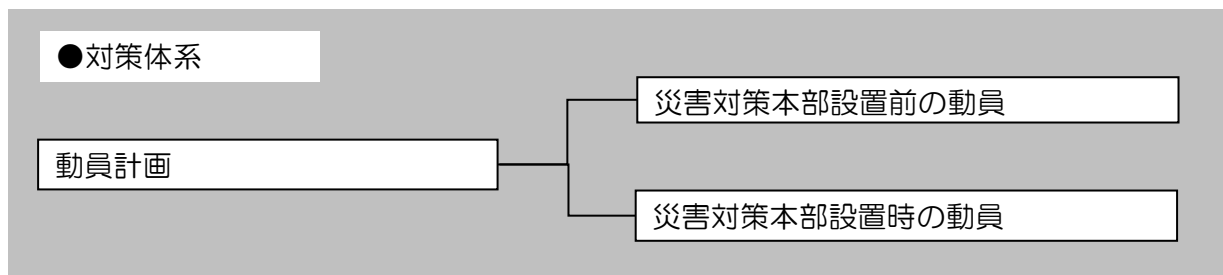 ●対策体系
災害対策本部設置前の動員
動員計画
災害対策本部設置時の動員